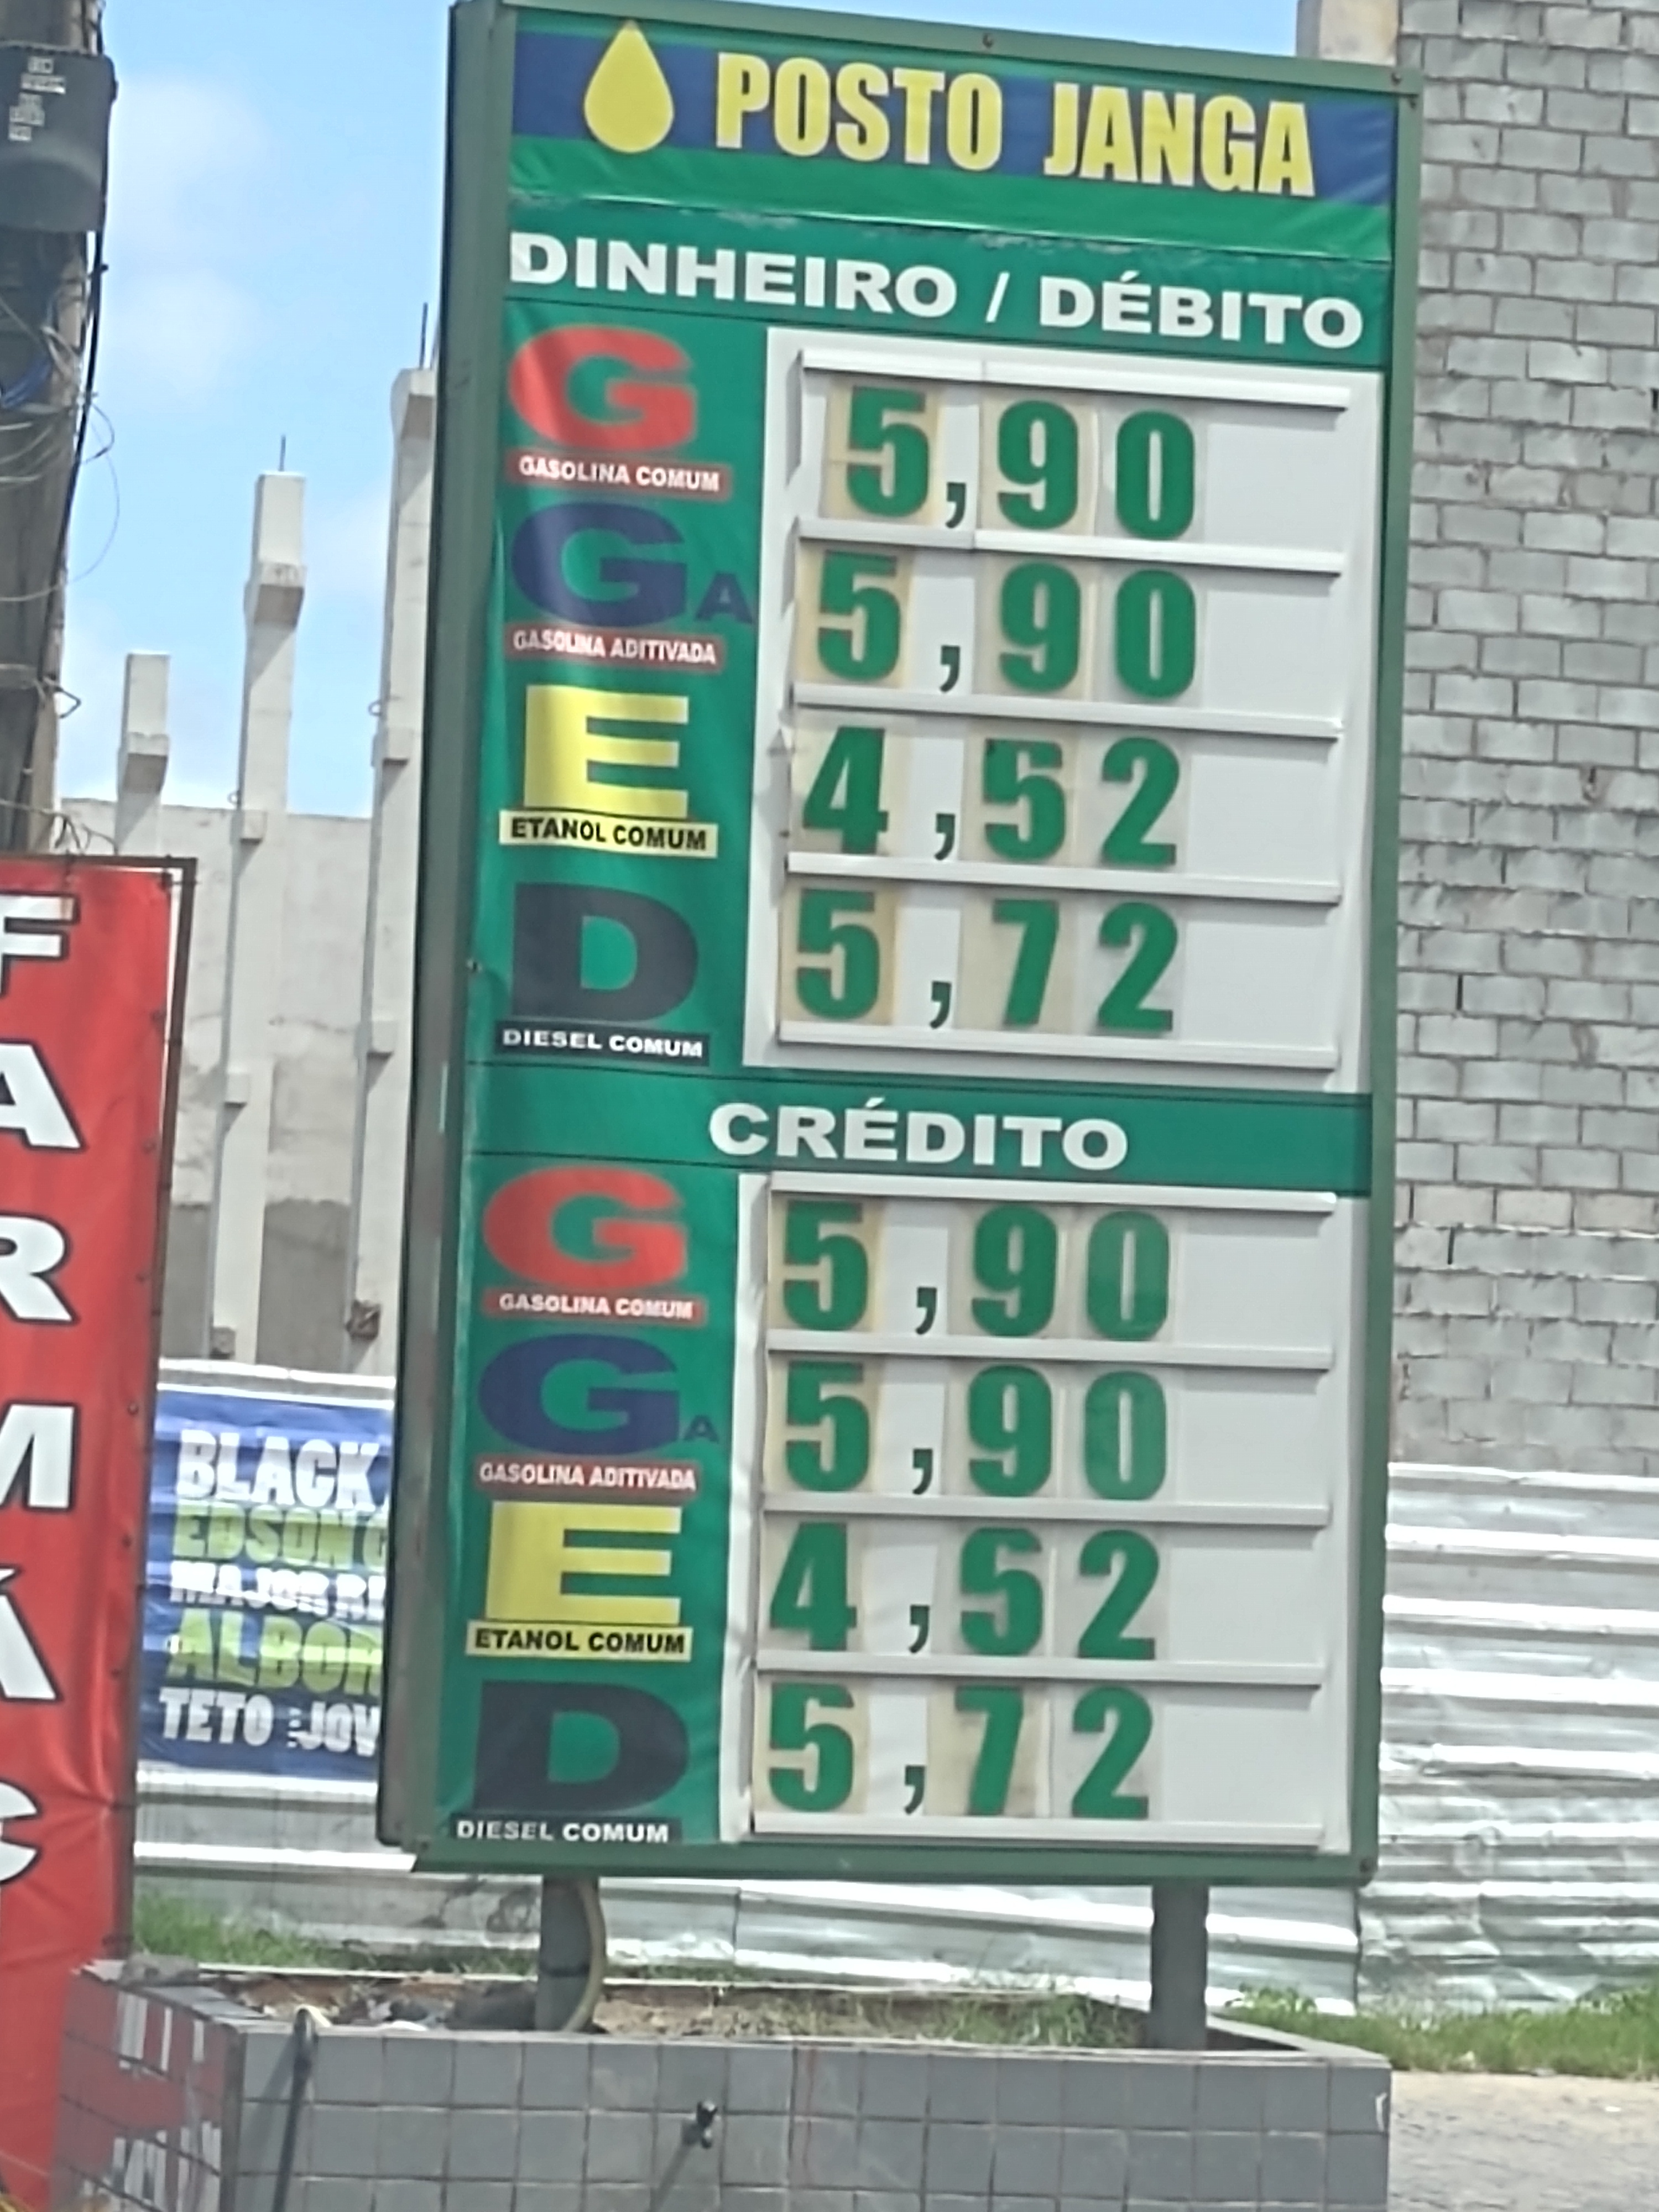 POSTO JANGA
DINHEIRO / DÉBITO
G
GASOLINA COMUM
5,90
GA
GASOLINA ADITIVADA
5,90
E
ETANOL COMUM
4,52
D
DIESEL COMUM
5,72
CRÉDITO
G
GASOLINA COMUM
5,90
GA
GASOLINA ADITIVADA
5,90
E
ETANOL COMUM
4,52
D
DIESEL COMUM
5,72
F
A
R
M
Á
BLACK
EDSON
MAJOR
TETO